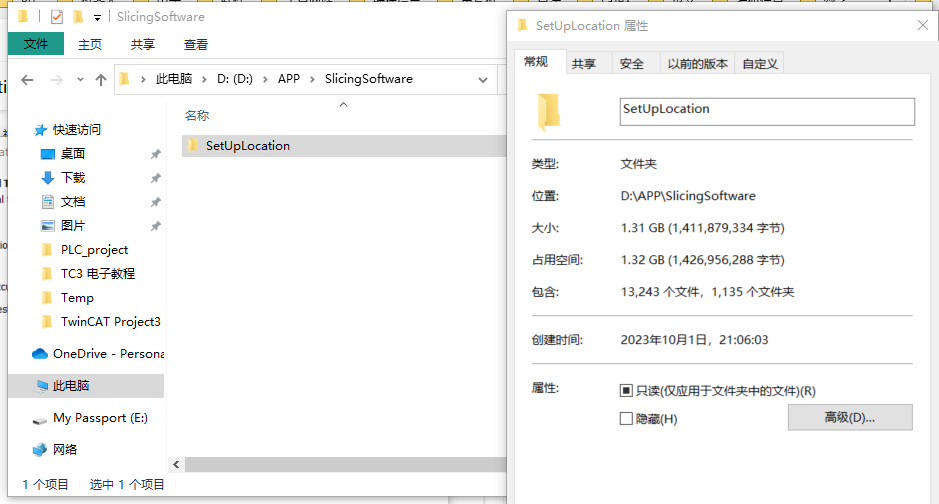 SlicingSoftware
文件 主页 共享 查看
此电脑 D: (D:) APP SlicingSoftware
名称
快速访问
桌面
下载
文档
图片
PLC_project
TC3 电子教程
Temp
TwinCAT Project3
OneDrive - Persona
此电脑
My Passport (E:)
网络
SetUpLocation
1 个项目 选中 1 个项目
SetUpLocation 属性
常规 共享 安全 以前的版本 自定义
SetUpLocation
类型: 文件夹
位置: D:\APP\SlicingSoftware
大小: 1.31 GB (1,411,879,334 字节)
占用空间: 1.32 GB (1,426,956,288 字节)
包含: 13,243 个文件，1,135 个文件夹
创建时间: 2023年10月1日，21:06:03
属性: 只读(仅应用于文件夹中的文件)(R)
隐藏(H) 高级(D)...